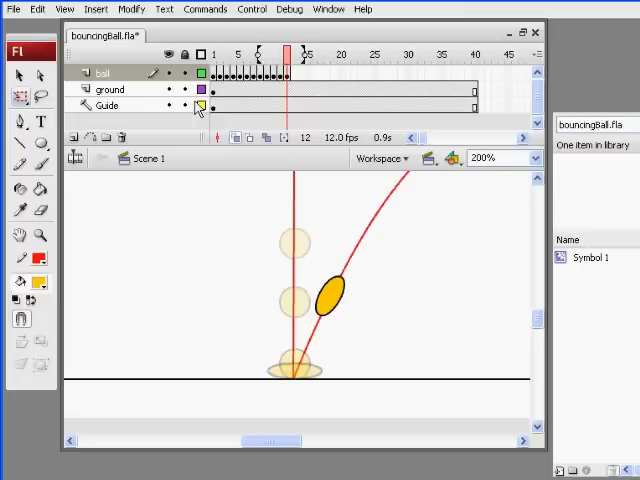 File Edit View Insert Modify Text Commands Control Debug Window Help
bouncingBall.fla*
Fl
1 5 15 20 25 30 35 40 45
ball
ground
Guide
12 12.0 fps 0.9s
Scene 1 Workspace 200%
bouncingBall.fla
One item in library
Name
Symbol 1